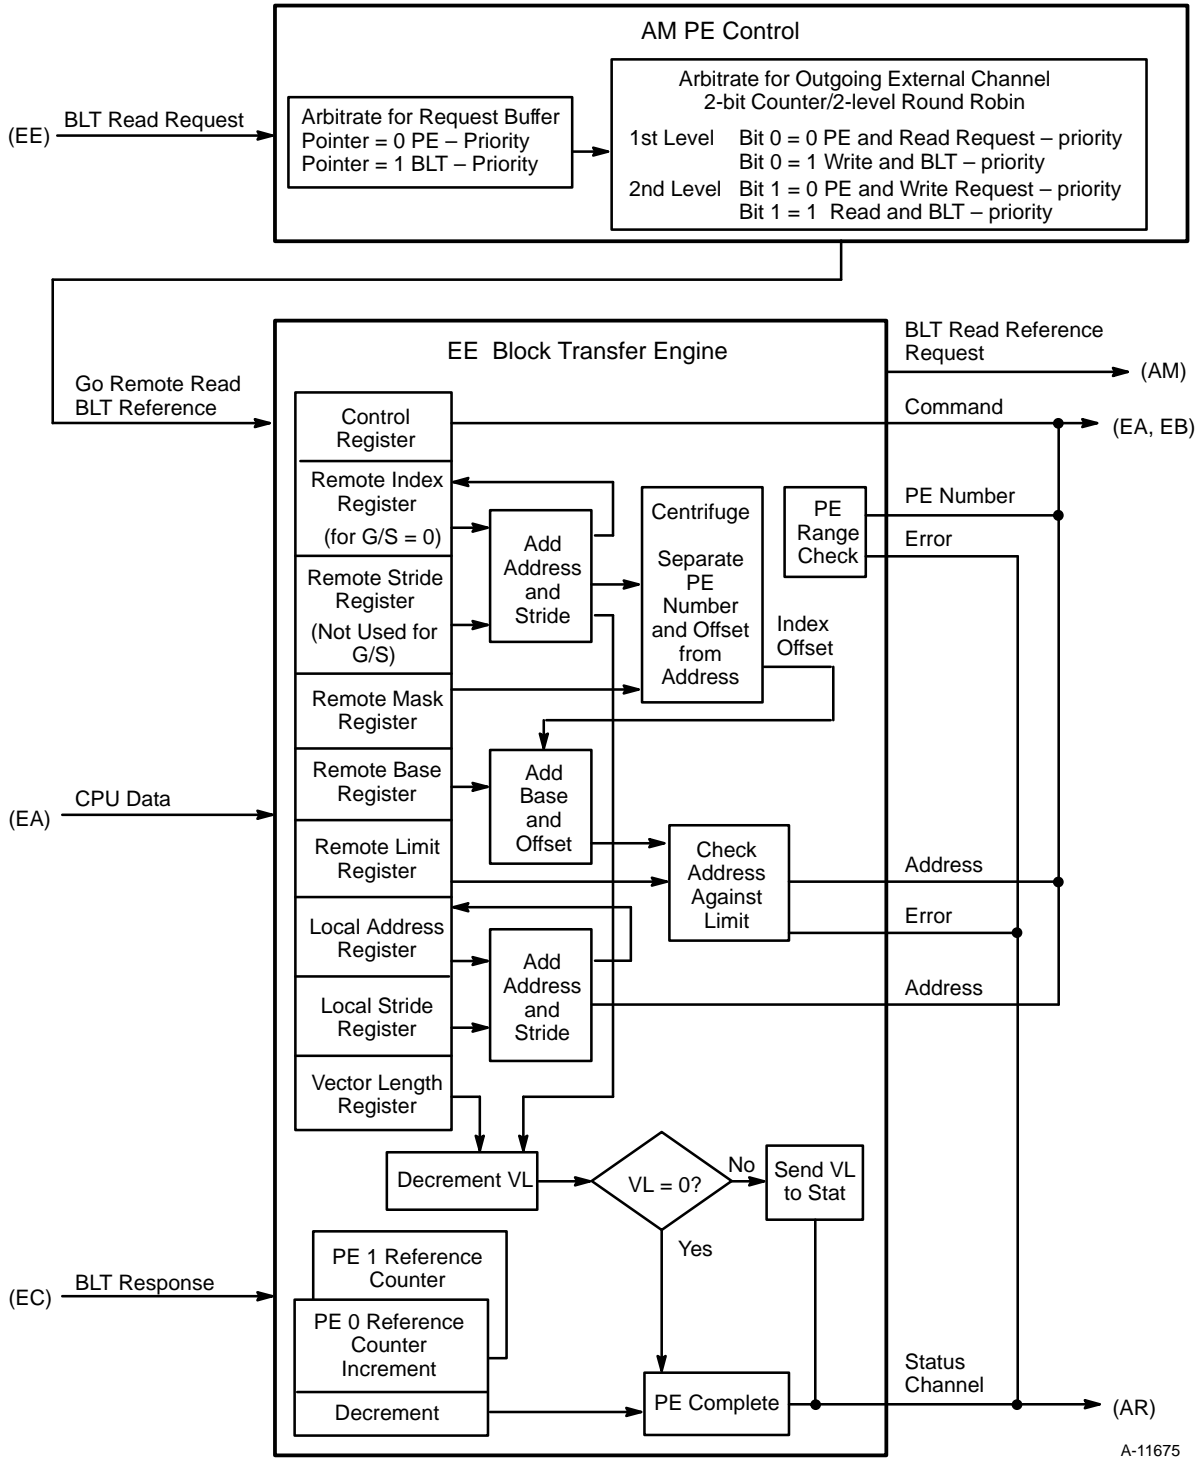 AM PE Control
(EE)
BLT Read Request
Arbitrate for Request Buffer
Pointer = 0 PE – Priority
Pointer = 1 BLT – Priority
Arbitrate for Outgoing External Channel
2-bit Counter/2-level Round Robin
1st Level Bit 0 = 0 PE and Read Request – priority
Bit 0 = 1 Write and BLT – priority
2nd Level Bit 1 = 0 PE and Write Request – priority
Bit 1 = 1 Read and BLT – priority
EE Block Transfer Engine
Go Remote Read
BLT Reference
BLT Read Reference
Request
(AM)
Control
Register
Command
(EA, EB)
Remote Index
Register
(for G/S = 0)
Remote Stride
Register
(Not Used for
G/S)
Add
Address
and
Stride
Centrifuge
Separate
PE
Number
and Offset
from
Address
PE
Range
Check
PE Number
Error
Index
Offset
Remote Mask
Register
Remote Base
Register
Add
Base
and
Offset
(EA)
CPU Data
Remote Limit
Register
Check
Address
Against
Limit
Address
Error
Local Address
Register
Local Stride
Register
Add
Address
and
Stride
Address
Vector Length
Register
Decrement VL
VL = 0?
No
Send VL
to Stat
Yes
(EC)
BLT Response
PE 1 Reference
Counter
PE 0 Reference
Counter
Increment
Decrement
PE Complete
Status
Channel
(AR)
A-11675